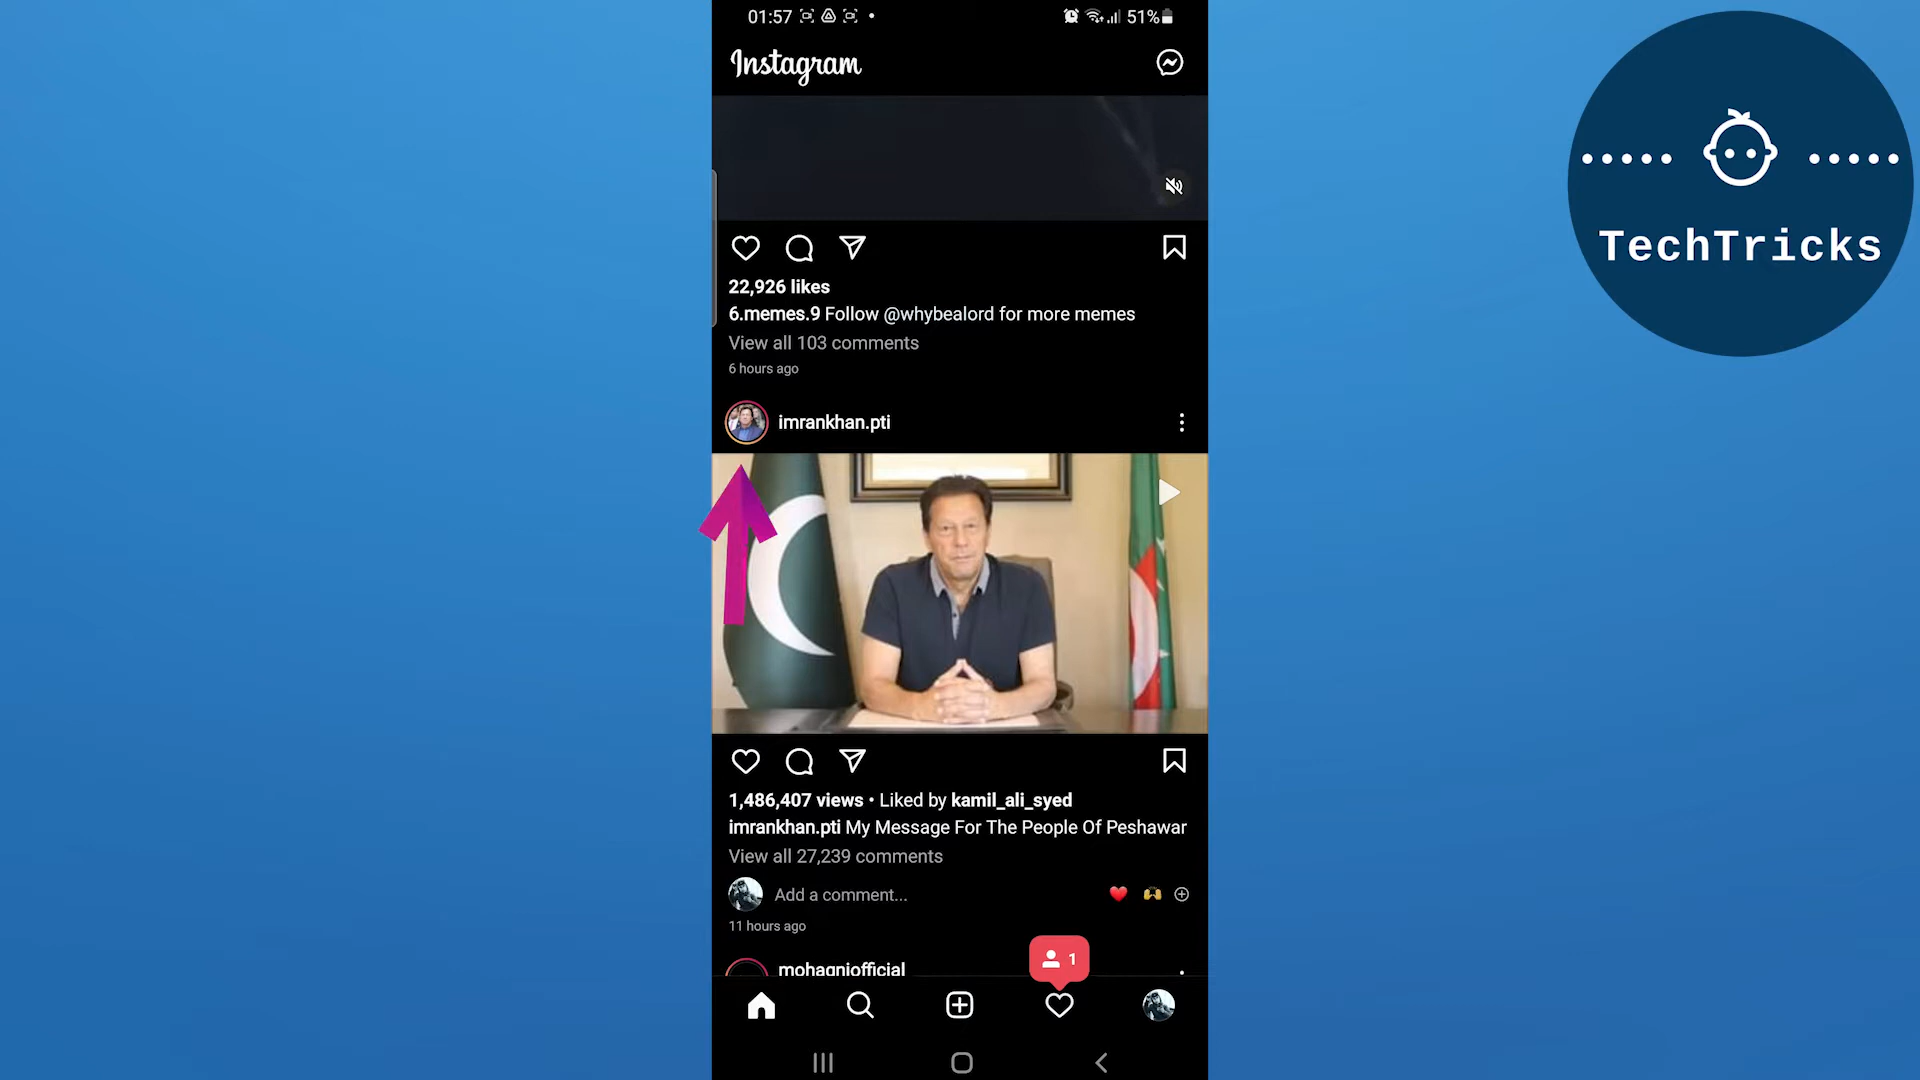 01:57
51%
Instagram
TechTricks
22,926 likes
6.memes.9 Follow @whybealord for more memes
View all 103 comments
6 hours ago
imrankhan.pti
1,486,407 views • Liked by kamil_ali_syed
imrankhan.pti My Message For The People Of Peshawar
View all 27,239 comments
Add a comment...
11 hours ago
1
mohagniofficial